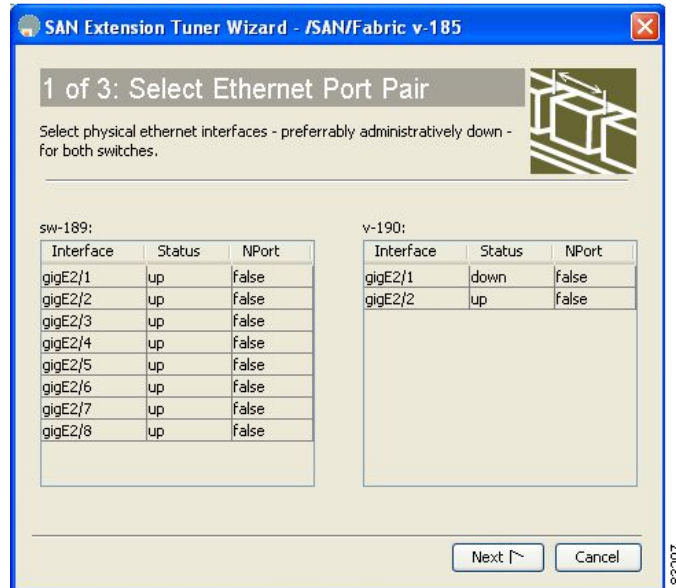 SAN Extension Tuner Wizard - /SAN/Fabric v-185
1 of 3: Select Ethernet Port Pair
Select physical ethernet interfaces - preferrably administratively down -
for both switches.
sw-189:
Interface Status NPort
gigE2/1 up false
gigE2/2 up false
gigE2/3 up false
gigE2/4 up false
gigE2/5 up false
gigE2/6 up false
gigE2/7 up false
gigE2/8 up false
v-190:
Interface Status NPort
gigE2/1 down false
gigE2/2 up false
Next Cancel